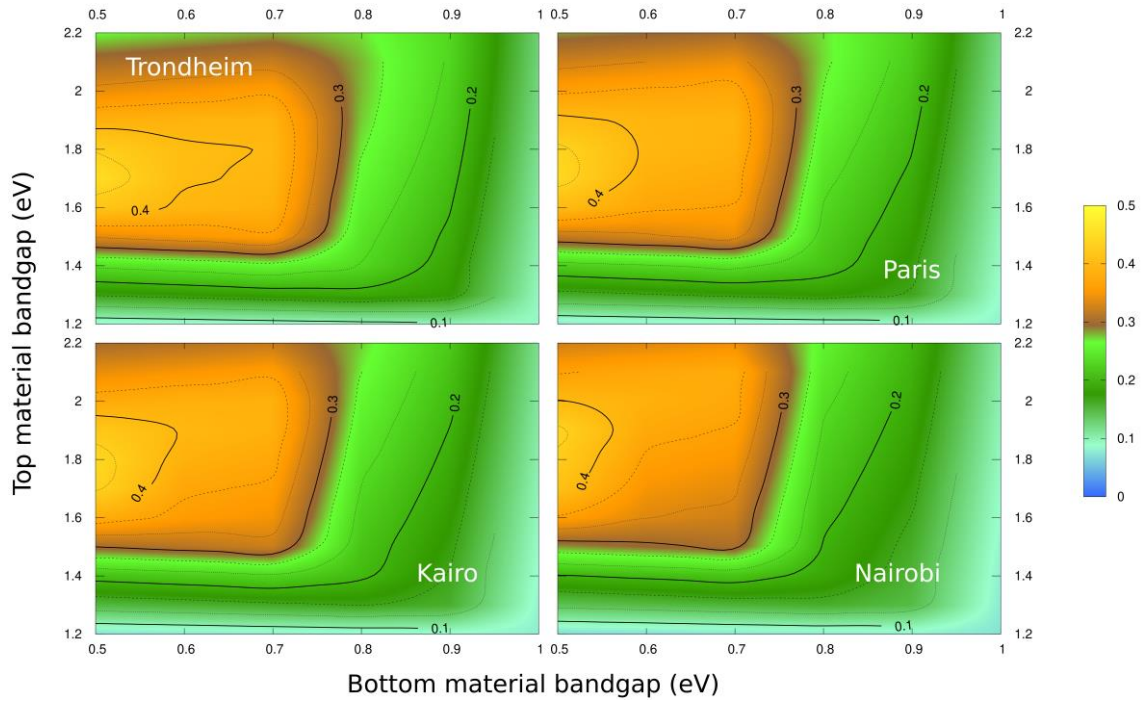 0.5 0.6 0.7 0.8 0.9 1 0.5 0.6 0.7 0.8 0.9 1
2.2 2.2
Trondheim
0.3 0.3
2 0.2 0.2 2
1.8 1.8
0.4 0.4
1.6 1.6
1.4 Paris 1.4
0.1 0.1
1.2 1.2
2.2 2.2
2 0.3 0.2 0.3 0.2 2
1.8 1.8
0.4 0.4
1.6 1.6
1.4 Kairo Nairobi 1.4
0.1 0.1
1.2 1.2
0.5 0.6 0.7 0.8 0.9 1 0.5 0.6 0.7 0.8 0.9 1
Bottom material bandgap (eV)
Top material bandgap (eV)
0.5
0.4
0.3
0.2
0.1
0